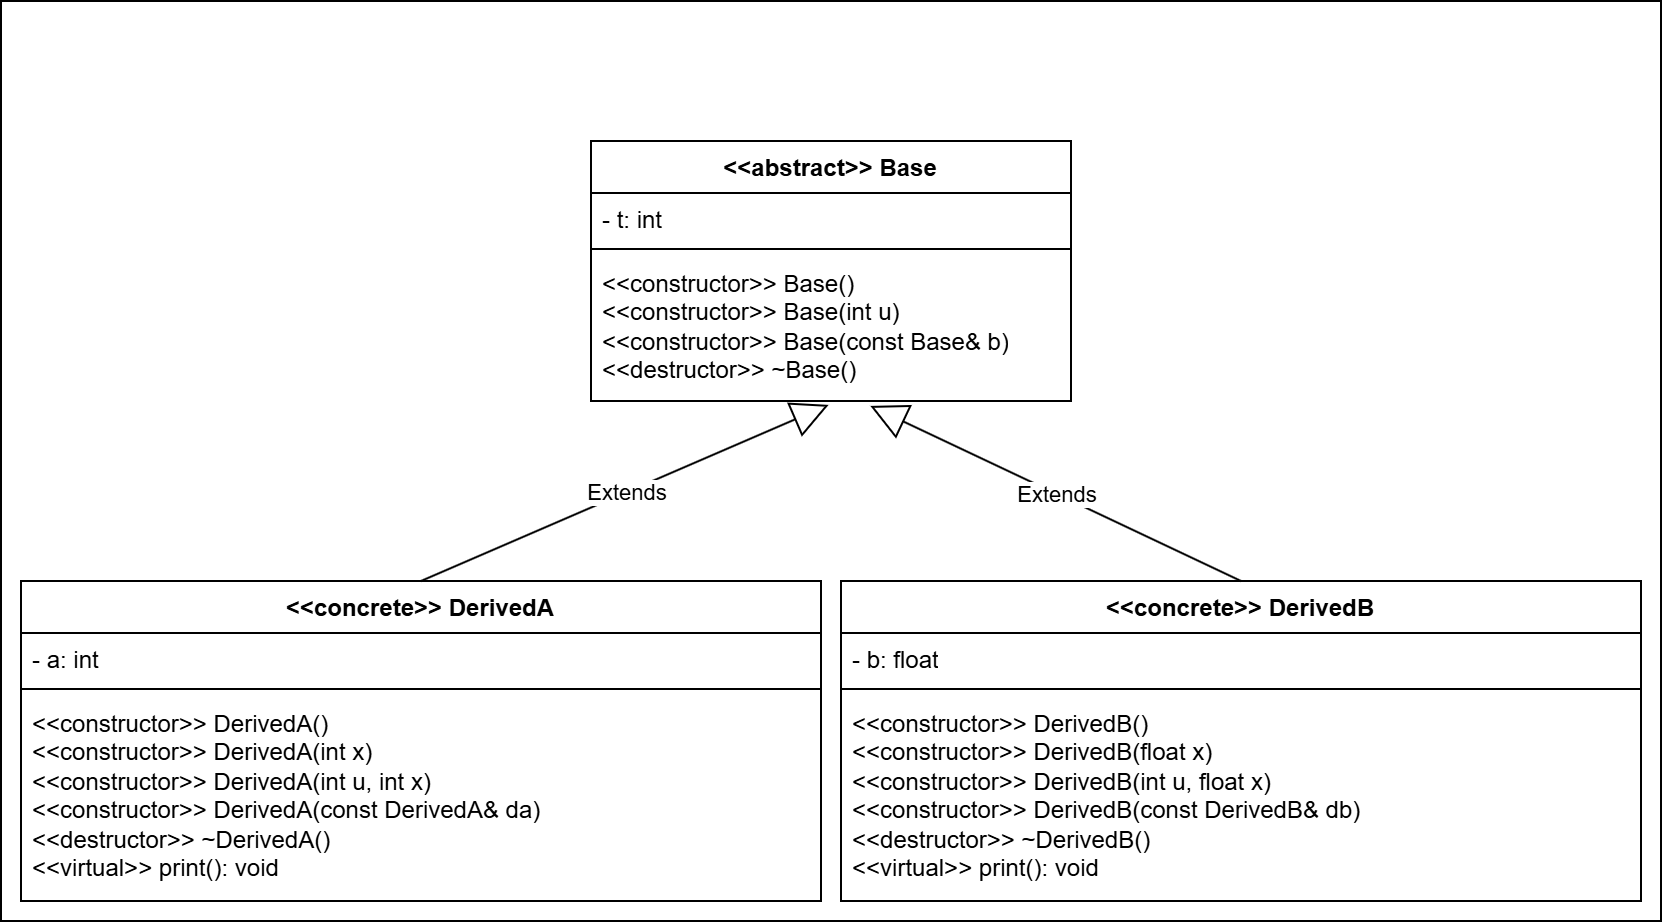 <<abstract>> Base
- t: int
<<constructor>> Base()
<<constructor>> Base(int u)
<<constructor>> Base(const Base& b)
<<destructor>> ~Base()
Extends
Extends
<<concrete>> DerivedA
- a: int
<<constructor>> DerivedA()
<<constructor>> DerivedA(int x)
<<constructor>> DerivedA(int u, int x)
<<constructor>> DerivedA(const DerivedA& da)
<<destructor>> ~DerivedA()
<<virtual>> print(): void
<<concrete>> DerivedB
- b: float
<<constructor>> DerivedB()
<<constructor>> DerivedB(float x)
<<constructor>> DerivedB(int u, float x)
<<constructor>> DerivedB(const DerivedB& db)
<<destructor>> ~DerivedB()
<<virtual>> print(): void